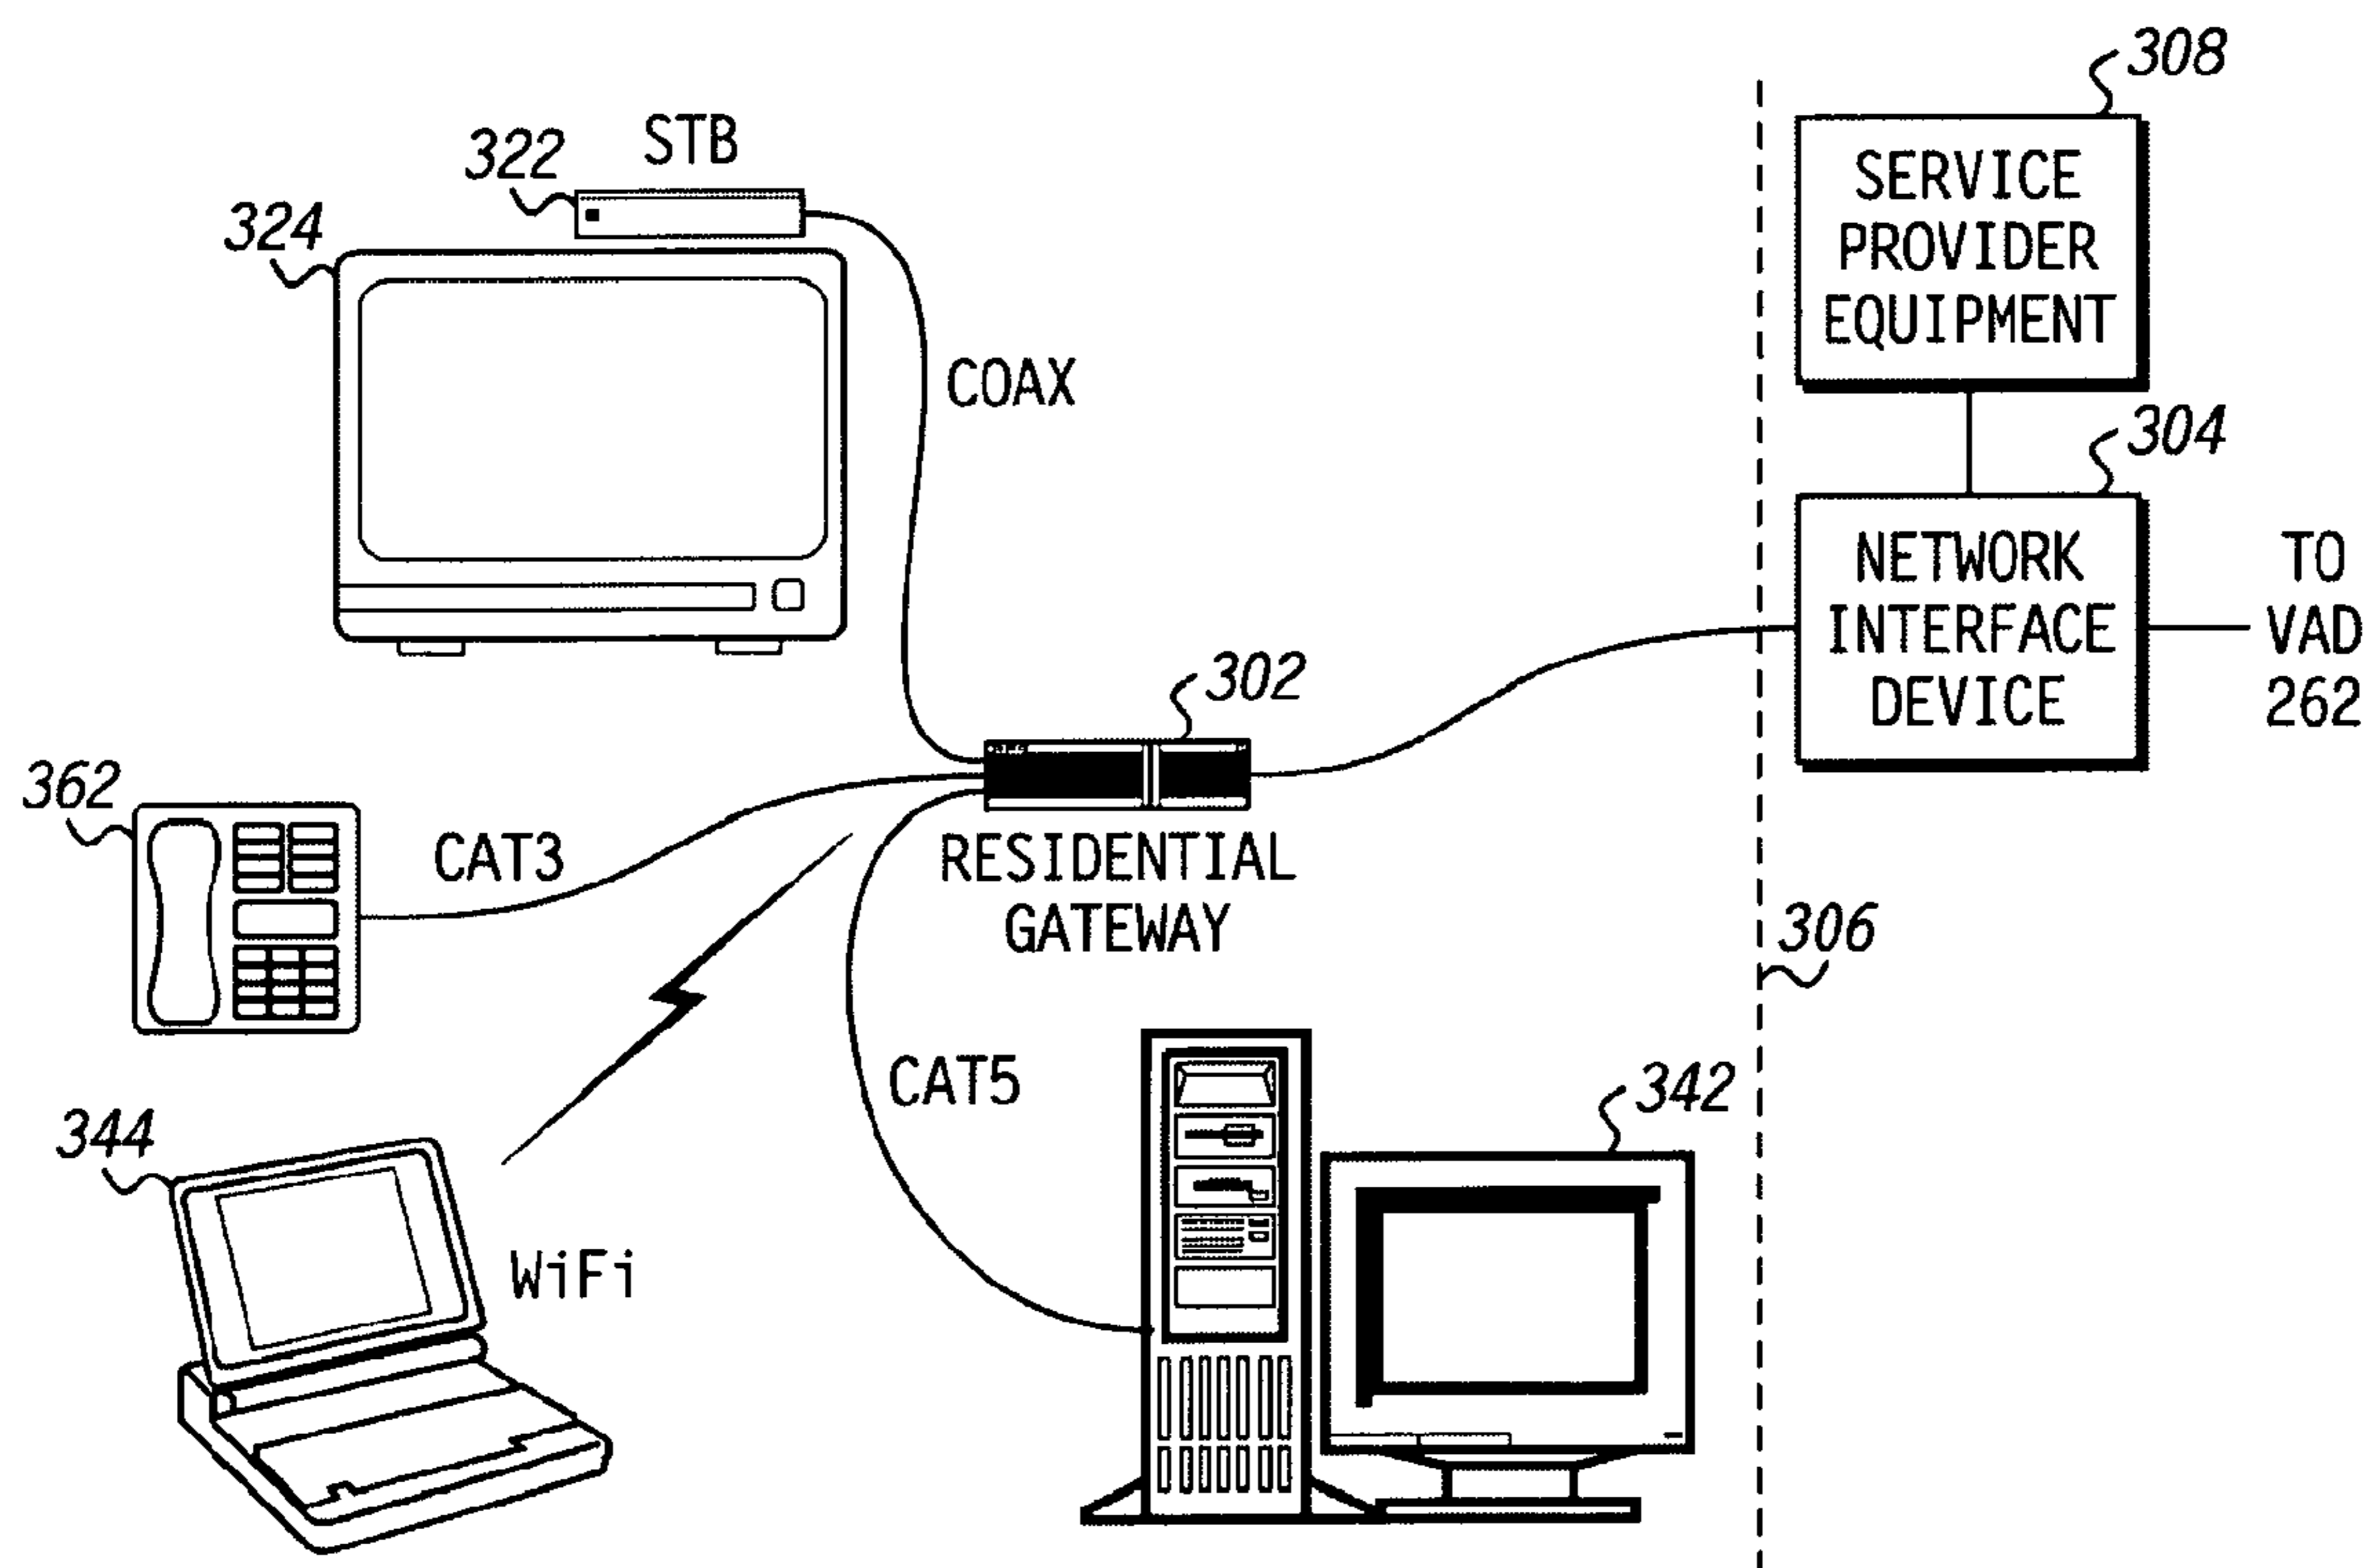 308
SERVICE
PROVIDER
EQUIPMENT
322
STB
324
COAX
304
NETWORK
INTERFACE
DEVICE
TO
VAD
262
302
RESIDENTIAL
GATEWAY
362
CAT3
306
CAT5
342
344
WiFi